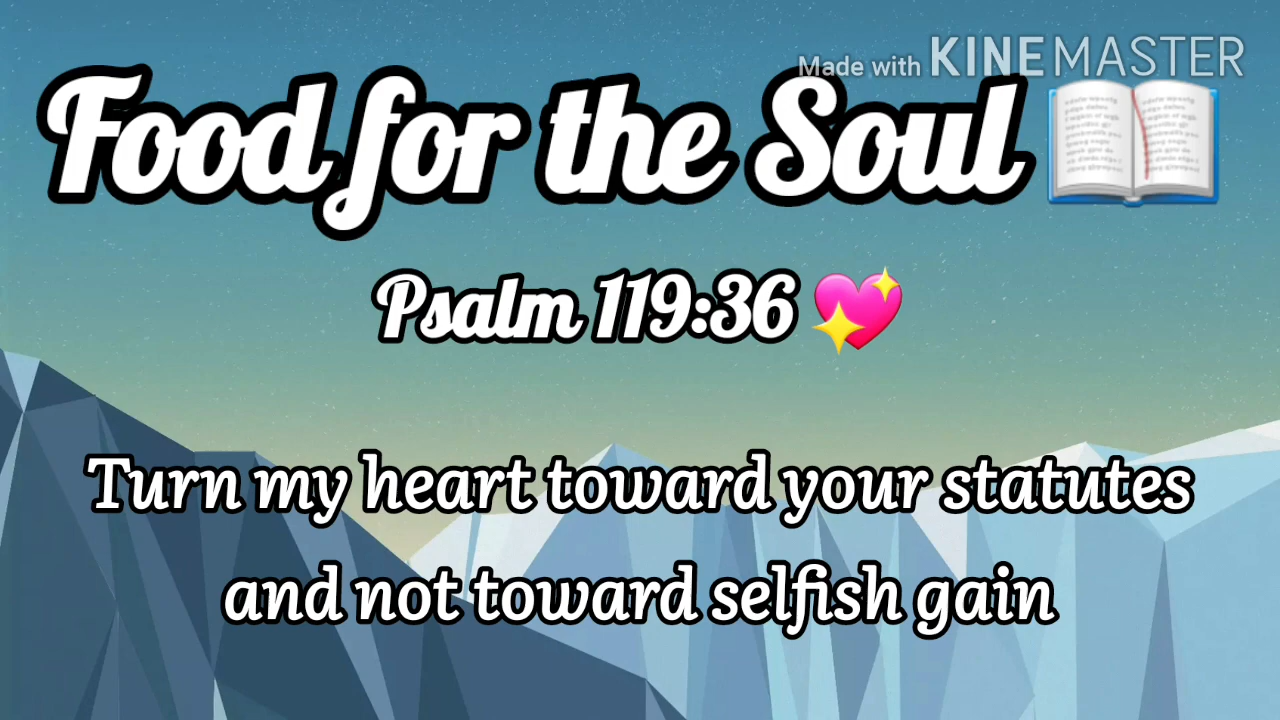 Made with KINEMASTER
Food for the Soul
Psalm 119:36
Turn my heart toward your statutes
and not toward selfish gain